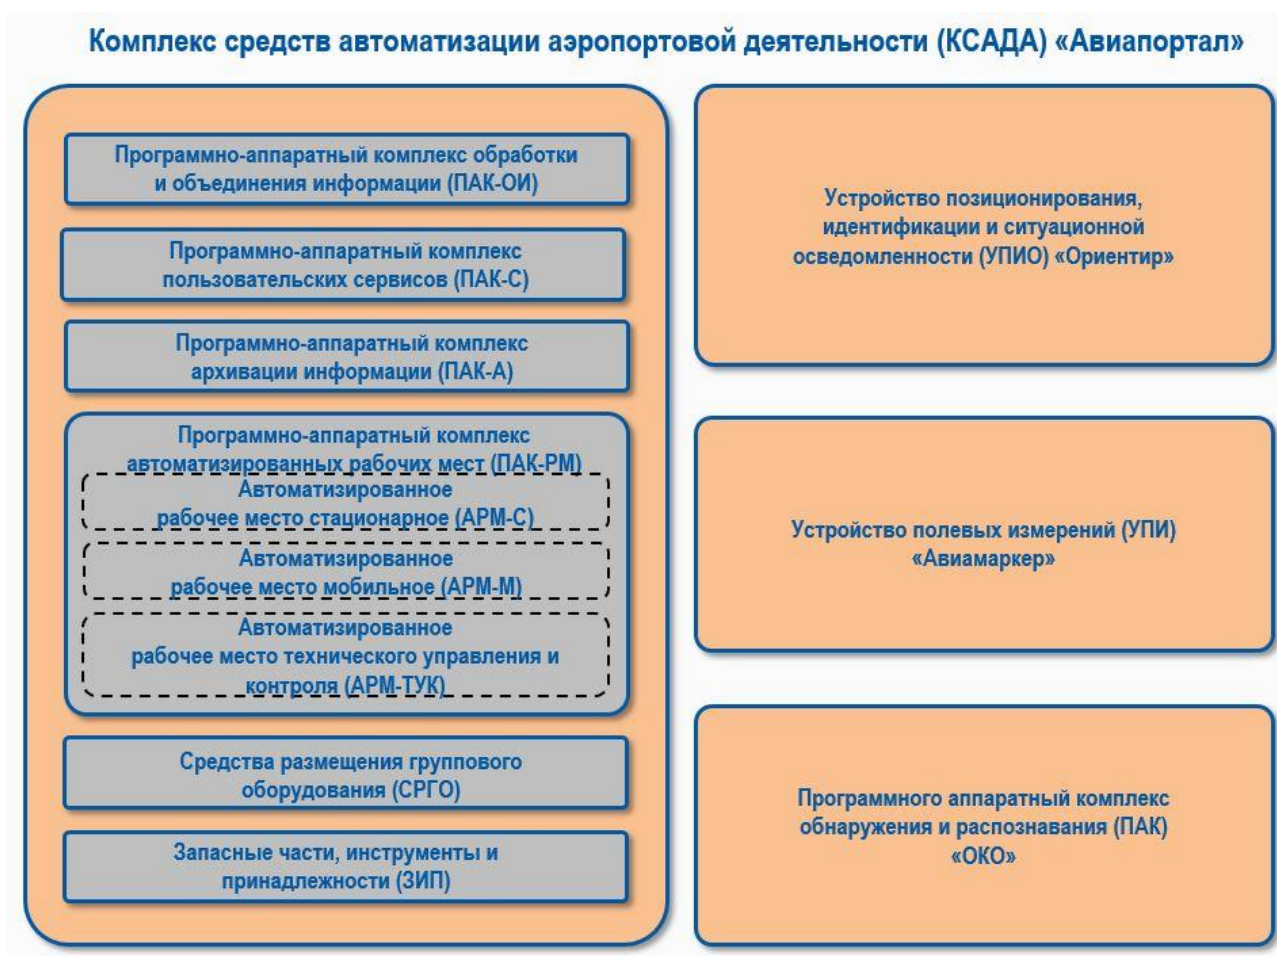 Комплекс средств автоматизации аэропортовой деятельности (КСАДА) «Авиапортал»
Программно-аппаратный комплекс обработки
и объединения информации (ПАК-ОИ)
Программно-аппаратный комплекс
пользовательских сервисов (ПАК-С)
Программно-аппаратный комплекс
архивации информации (ПАК-А)
Программно-аппаратный комплекс
автоматизированных рабочих мест (ПАК-РМ)
Автоматизированное
рабочее место стационарное (АРМ-С)
Автоматизированное
рабочее место мобильное (АРМ-М)
Автоматизированное
рабочее место технического управления и
контроля (АРМ-ТУК)
Средства размещения группового
оборудования (СРГО)
Запасные части, инструменты и
принадлежности (ЗИП)
Устройство позиционирования,
идентификации и ситуационной
осведомленности (УПИО) «Ориентир»
Устройство полевых измерений (УПИ)
«Авиамаркер»
Программного аппаратный комплекс
обнаружения и распознавания (ПАК)
«ОКО»